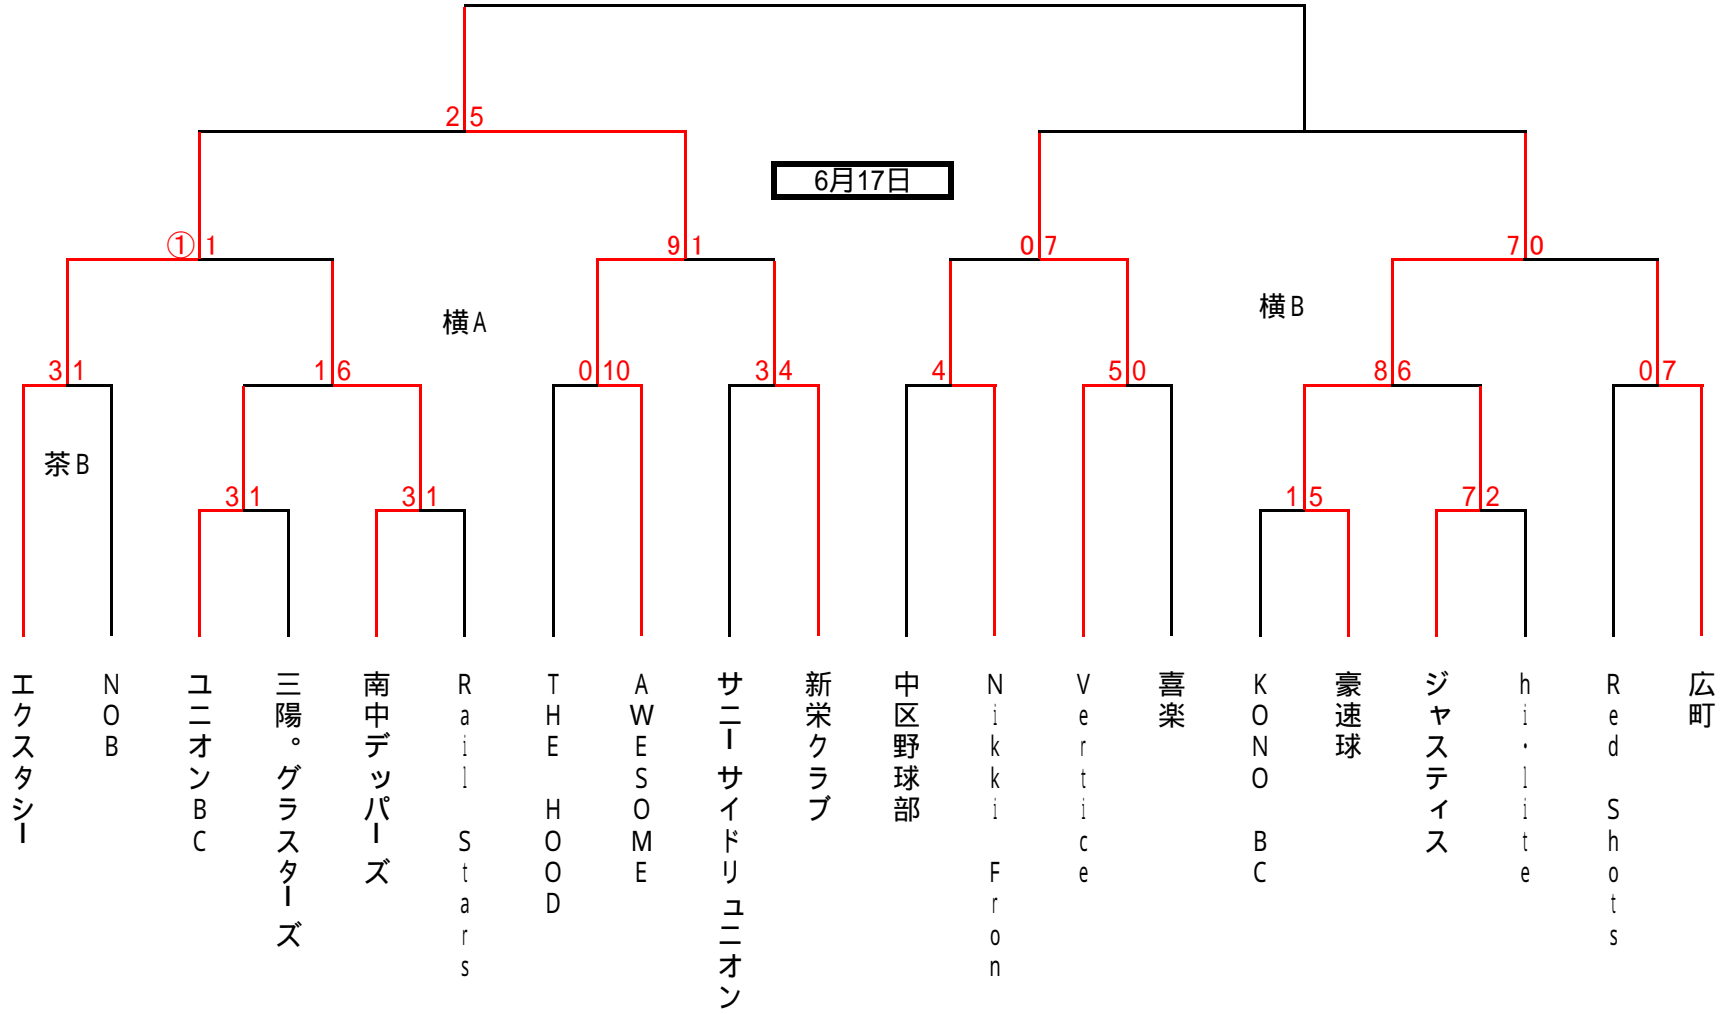 2 5
6月17日
① 1
9 1
0 7
7 0
横B
横A
3 1
1 6
0 10
3 4
4
5 0
8 6
0 7
茶B
3 1
3 1
1 5
7 2
エクスタシー
NOB
ユニオンBC
三陽。グラスターズ
南中デッパーズ
Rail Stars
THE HOOD
AWESOME
サニーサイドリュニオン
新栄クラブ
中区野球部
Nikki Fron
Vertice
喜楽
KONO BC
豪速球
ジャスティス
hi・lite
Red Shots
広町